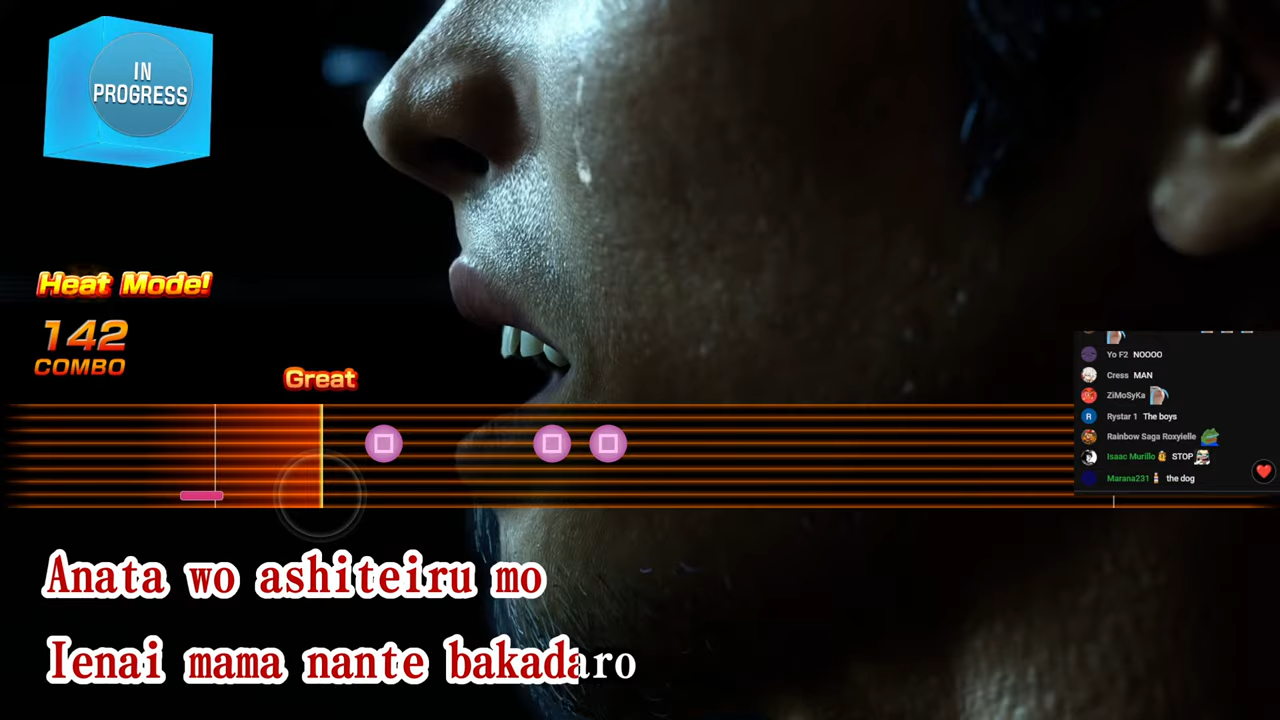 IN
PROGRESS
Heat Mode!
142
COMBO
Great
Yo F2 NOOOO
Cress MAN
ZiMoSyKa
R Rystar 1 The boys
Rainbow Saga Roxyielle
Isaac Murillo STOP
Marana231 the dog
Anata wo ashiteiru mo
Ienai mama nante bakadaro